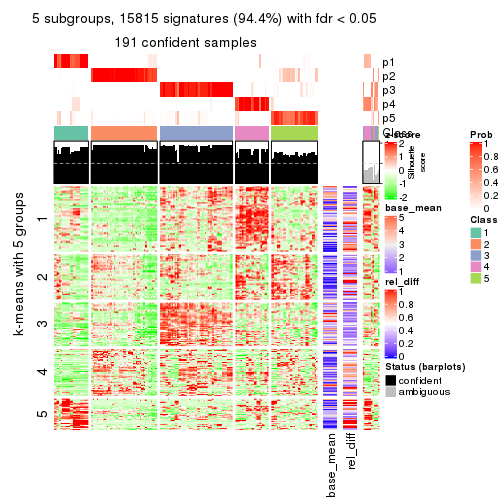 5 subgroups, 15815 signatures (94.4%) with fdr < 0.05
191 confident samples
p1
p2
p3
p4
p5
Class
k-means with 5 groups
1
2
3
4
5
base_mean
rel_diff
z-score
2
1
0
-1
-2
Silhouette
score
base_mean
5
4
3
2
1
rel_diff
1
0.8
0.6
0.4
0.2
0
Status (barplots)
confident
ambiguous
Prob
1
0.8
0.6
0.4
0.2
0
Class
1
2
3
4
5